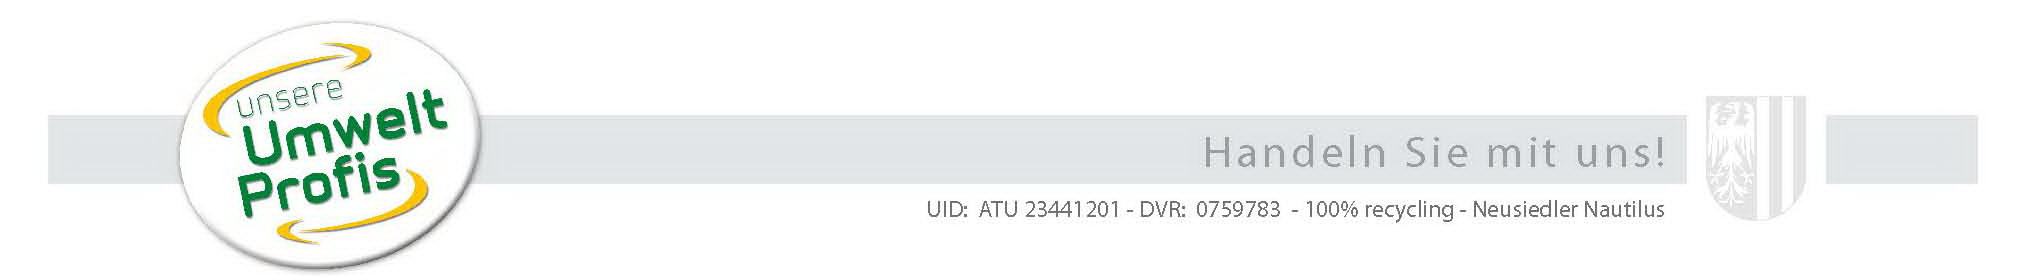 unsere
Umwelt
Profis
Handeln Sie mit uns!
UID: ATU 23441201 - DVR: 0759783 - 100% recycling - Neusiedler Nautilus